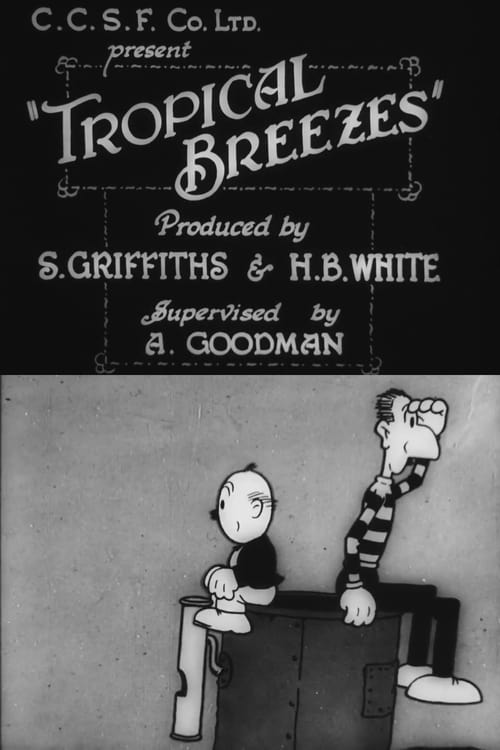 C. C. S. F. Co. LTD.
present
"TROPICAL
BREEZES"
Produced by
S. GRIFFITHS & H.B. WHITE
Supervised by
A. GOODMAN